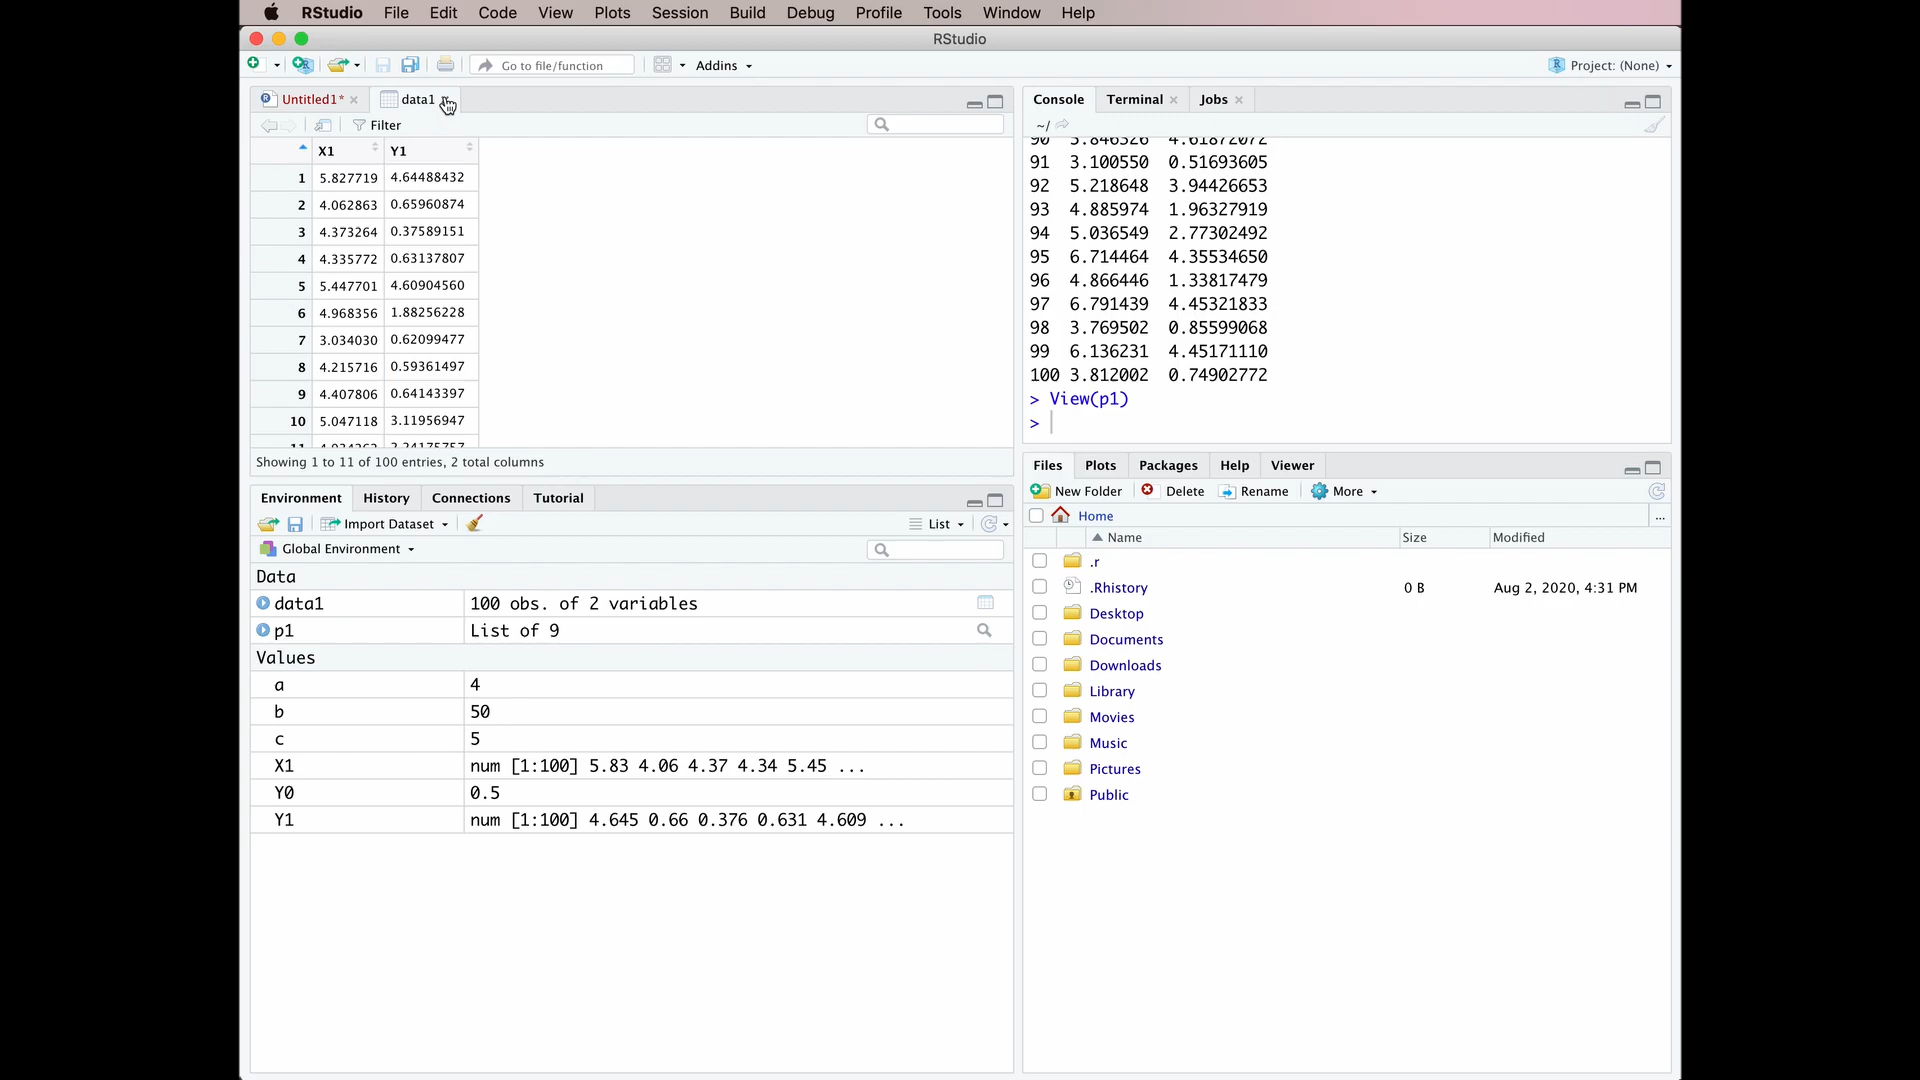 RStudio File Edit Code View Plots Session Build Debug Profile Tools Window Help
RStudio
Go to file/function Addins Project: (None)
Untitled1* data1
Filter
X1 Y1
1 5.827719 4.64488432
2 4.062863 0.65960874
3 4.373264 0.37589151
4 4.335772 0.63137807
5 5.447701 4.60904560
6 4.968356 1.88256228
7 3.034030 0.62099477
8 4.215716 0.59361497
9 4.407806 0.64143397
10 5.047118 3.11956947
Showing 1 to 11 of 100 entries, 2 total columns
Environment History Connections Tutorial
Import Dataset List
Global Environment
Data
data1 100 obs. of 2 variables
p1 List of 9
Values
a 4
b 50
c 5
X1 num [1:100] 5.83 4.06 4.37 4.34 5.45 ...
Y0 0.5
Y1 num [1:100] 4.645 0.66 0.376 0.631 4.609 ...
Console Terminal Jobs
~/
90 5.846326 4.61872072
91 3.100550 0.51693605
92 5.218648 3.94426653
93 4.885974 1.96327919
94 5.036549 2.77302492
95 6.714464 4.35534650
96 4.866446 1.33817479
97 6.791439 4.45321833
98 3.769502 0.85599068
99 6.136231 4.45171110
100 3.812002 0.74902772
> View(p1)
>
Files Plots Packages Help Viewer
New Folder Delete Rename More
Home ...
Name Size Modified
.r
.Rhistory 0 B Aug 2, 2020, 4:31 PM
Desktop
Documents
Downloads
Library
Movies
Music
Pictures
Public